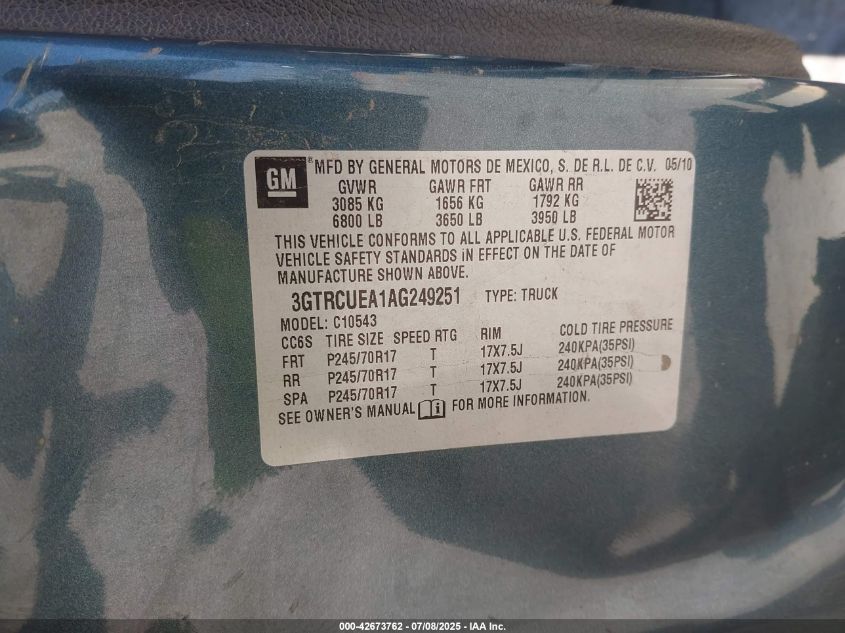 GM ® MFD BY GENERAL MOTORS DE MEXICO, S. DE R.L. DE C.V. 05/10
GVWR GAWR FRT GAWR RR
3085 KG 1656 KG 1792 KG
6800 LB 3650 LB 3950 LB
THIS VEHICLE CONFORMS TO ALL APPLICABLE U.S. FEDERAL MOTOR
VEHICLE SAFETY STANDARDS IN EFFECT ON THE DATE OF
MANUFACTURE SHOWN ABOVE.
3GTRCUEA1AG249251 TYPE: TRUCK
MODEL: C10543
CC6S TIRE SIZE SPEED RTG RIM COLD TIRE PRESSURE
FRT P245/70R17 T 17X7.5J 240KPA(35PSI)
RR P245/70R17 T 17X7.5J 240KPA(35PSI)
SPA P245/70R17 T 17X7.5J 240KPA(35PSI)
SEE OWNER'S MANUAL i FOR MORE INFORMATION.
000-42673762 - 07/08/2025 - IAA Inc.